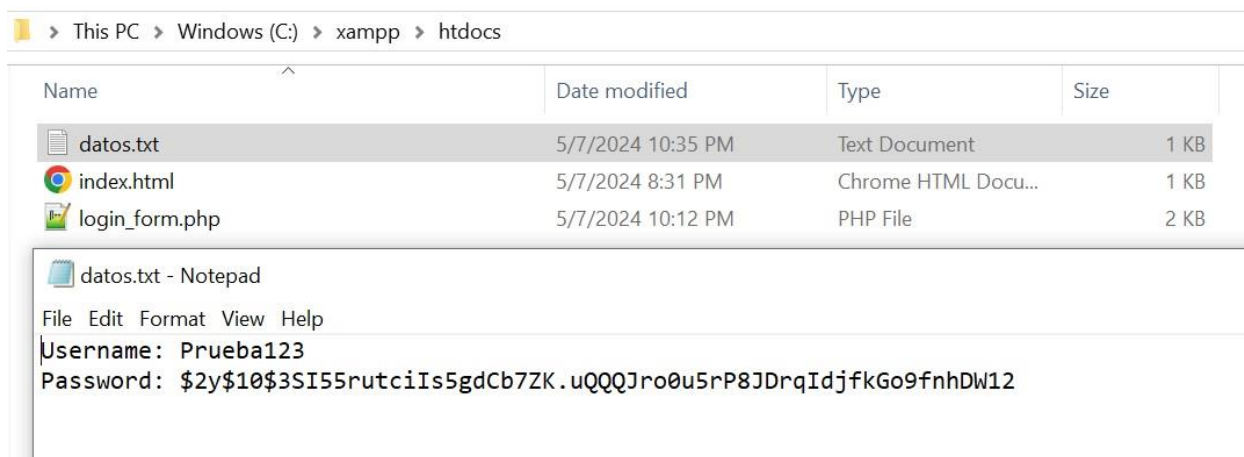 This PC > Windows (C:) > xampp > htdocs
Name Date modified Type Size
datos.txt 5/7/2024 10:35 PM Text Document 1 KB
index.html 5/7/2024 8:31 PM Chrome HTML Docu... 1 KB
login_form.php 5/7/2024 10:12 PM PHP File 2 KB
datos.txt - Notepad
File Edit Format View Help
Username: Prueba123
Password: $2y$10$3SI55rutciIs5gdCb7ZK.uQQQJro0u5rP8JDrqIdjfkGo9fnhDW12